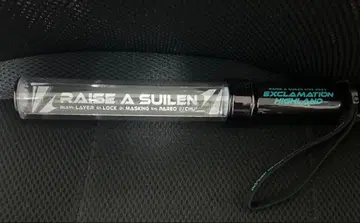 RAISE A SUILEN
LAYER LOCK MASKING PAREO CHU²
EXCLAMATION
HIGHLAND